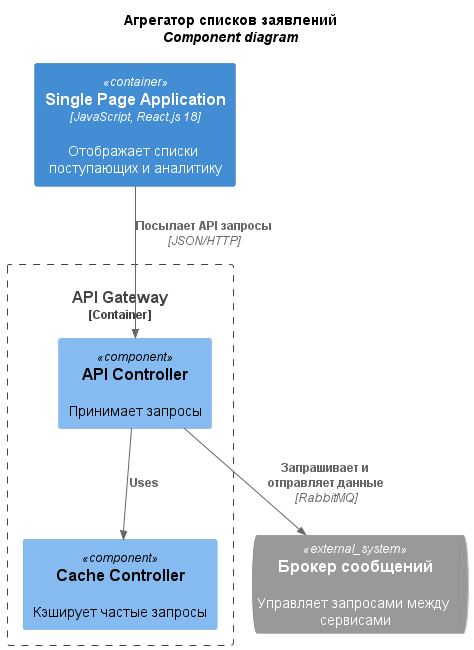 Агрегатор списков заявлений
Component diagram
«container»
Single Page Application
[JavaScript, React.js 18]
Отображает списки
поступающих и аналитику
Посылает API запросы
[JSON/HTTP]
API Gateway
[Container]
«component»
API Controller
Принимает запросы
Uses
Запрашивает и
отправляет данные
[RabbitMQ]
«component»
Cache Controller
Кэширует частые запросы
«external_system»
Брокер сообщений
Управляет запросами между
сервисами